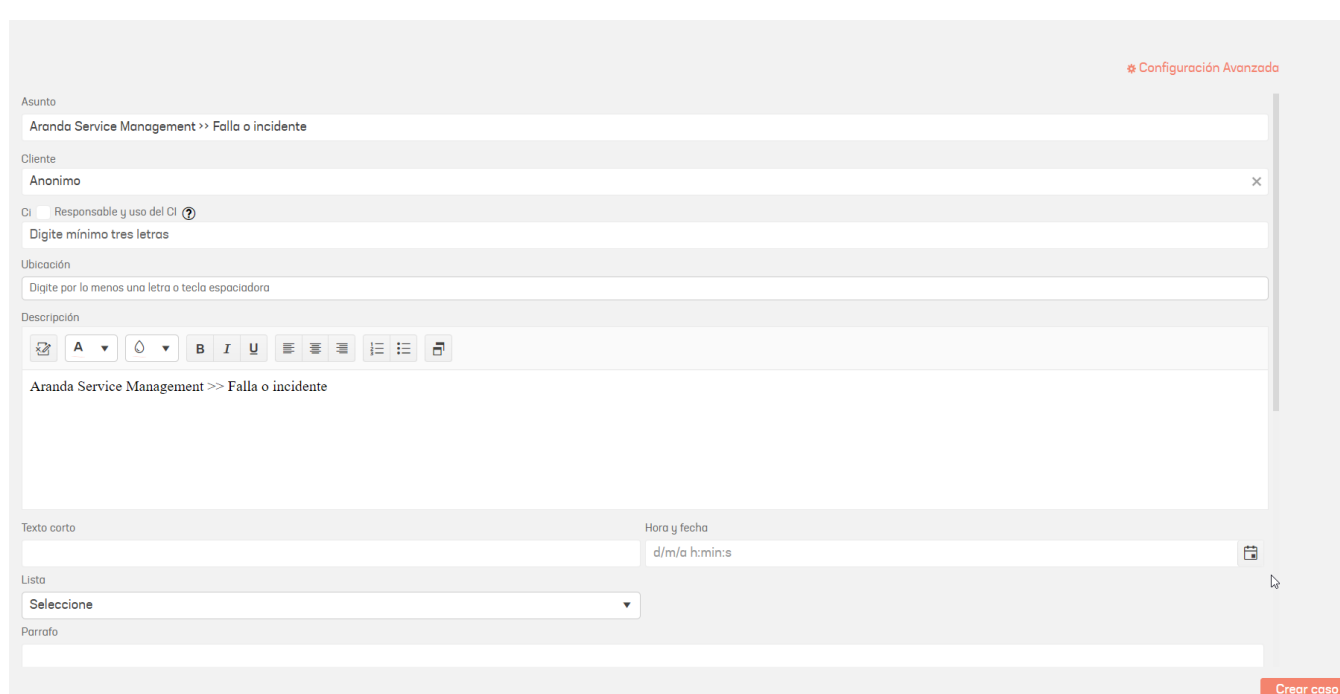 Configuración Avanzada
Asunto
Aranda Service Management >> Falla o incidente
Cliente
Anonimo
Ci Responsable y uso del CI ?
Digite mínimo tres letras
Ubicación
Digite por lo menos una letra o tecla espaciadora
Descripción
A B I U
Aranda Service Management >> Falla o incidente
Texto corto Hora y fecha
d/m/a h:min:s
Lista
Seleccione
Parrafo
Crear caso